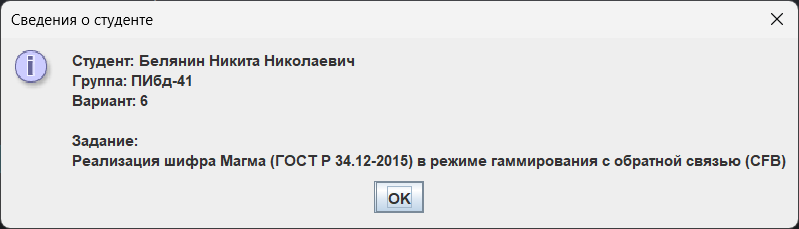 Сведения о студенте
Студент: Белянин Никита Николаевич
Группа: ПИбд-41
Вариант: 6
Задание:
Реализация шифра Магма (ГОСТ Р 34.12-2015) в режиме гаммирования с обратной связью (CFB)
OK